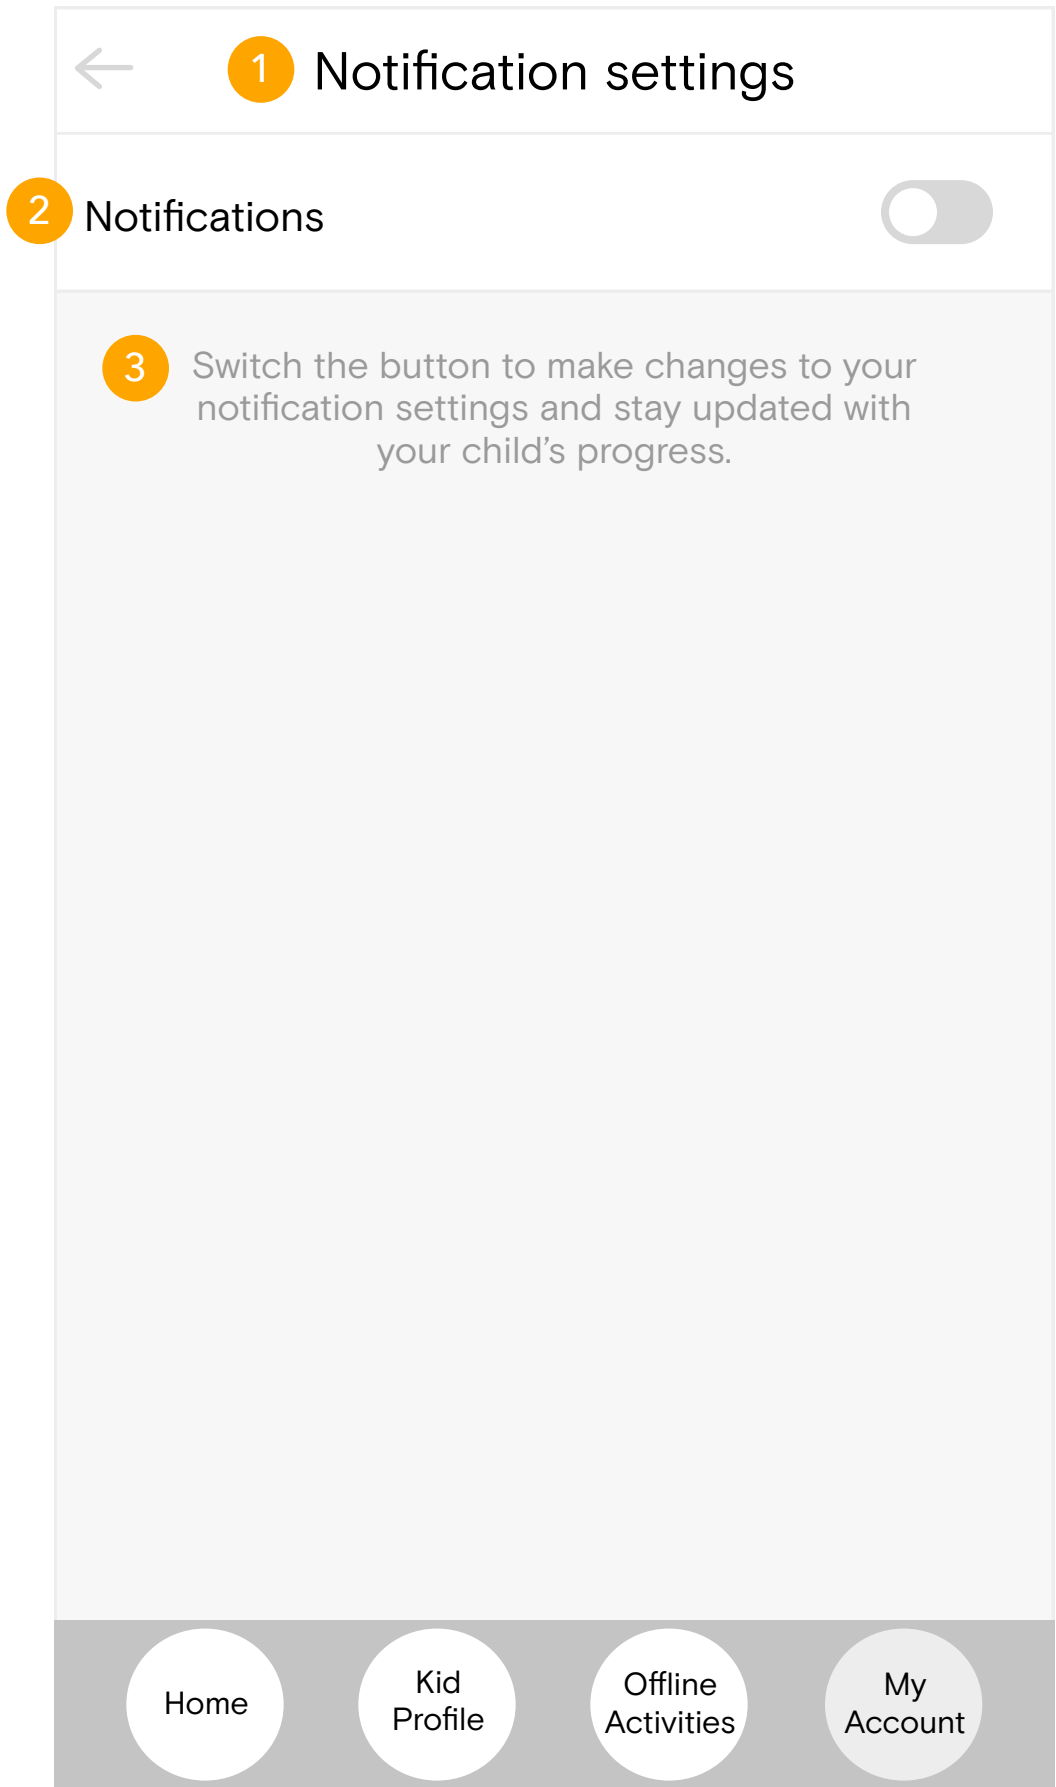 1 Notification settings
2 Notifications
3 Switch the button to make changes to your
notification settings and stay updated with
your child’s progress.
Home
Kid
Profile
Offline
Activities
My
Account